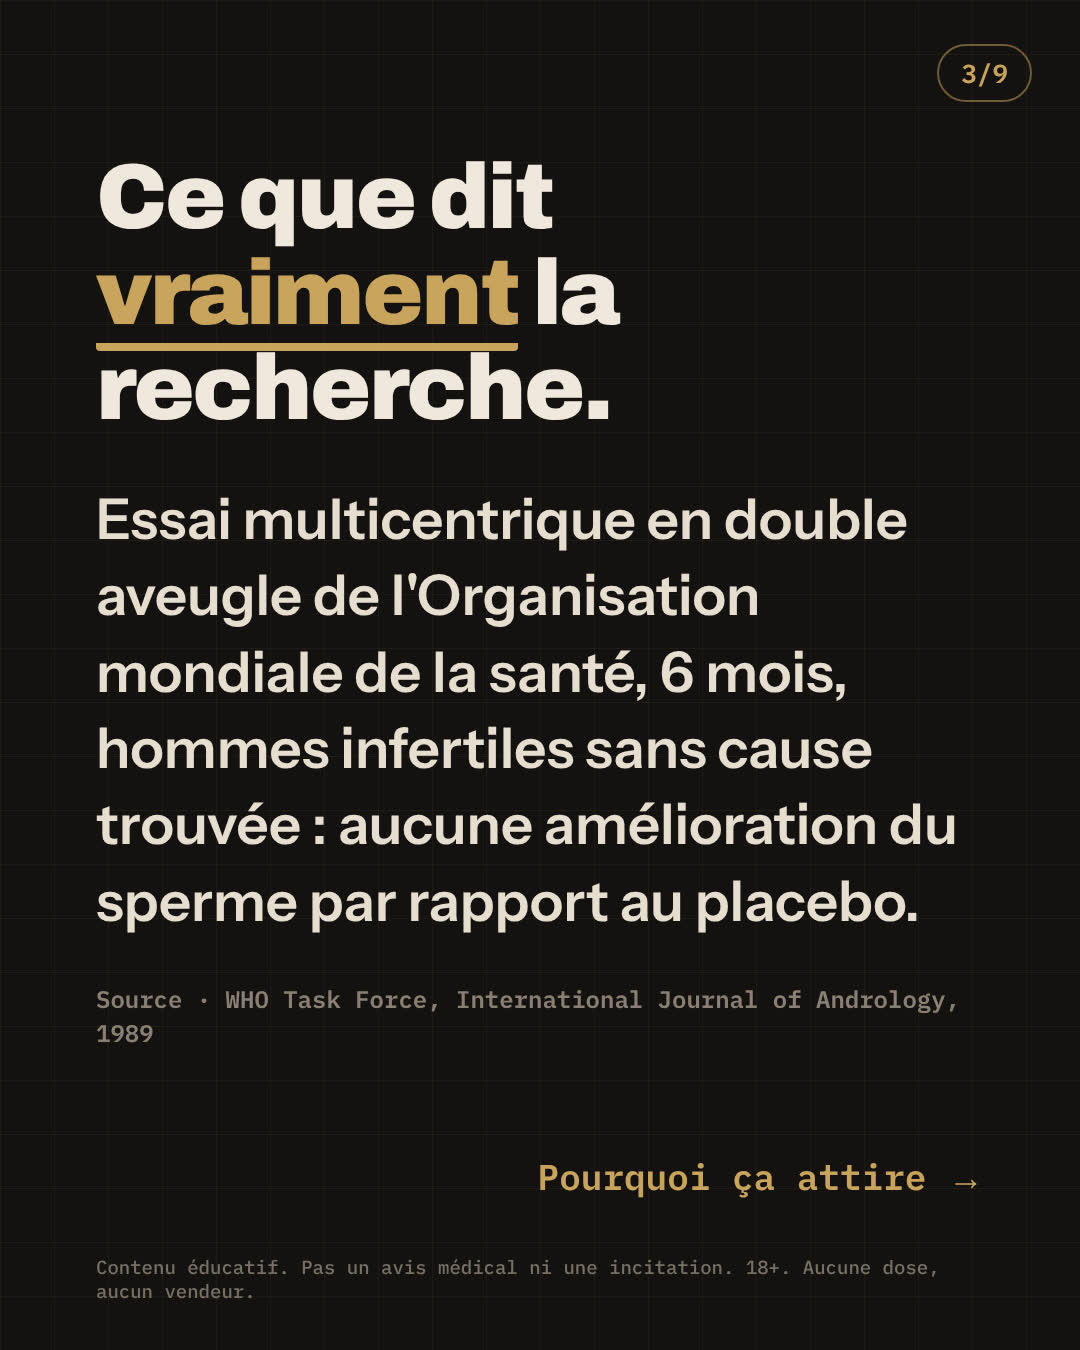 3/9
Ce que dit
vraiment la
recherche.
Essai multicentrique en double
aveugle de l'Organisation
mondiale de la santé, 6 mois,
hommes infertiles sans cause
trouvée : aucune amélioration du
sperme par rapport au placebo.
Source · WHO Task Force, International Journal of Andrology,
1989
Pourquoi ça attire →
Contenu éducatif. Pas un avis médical ni une incitation. 18+. Aucune dose,
aucun vendeur.